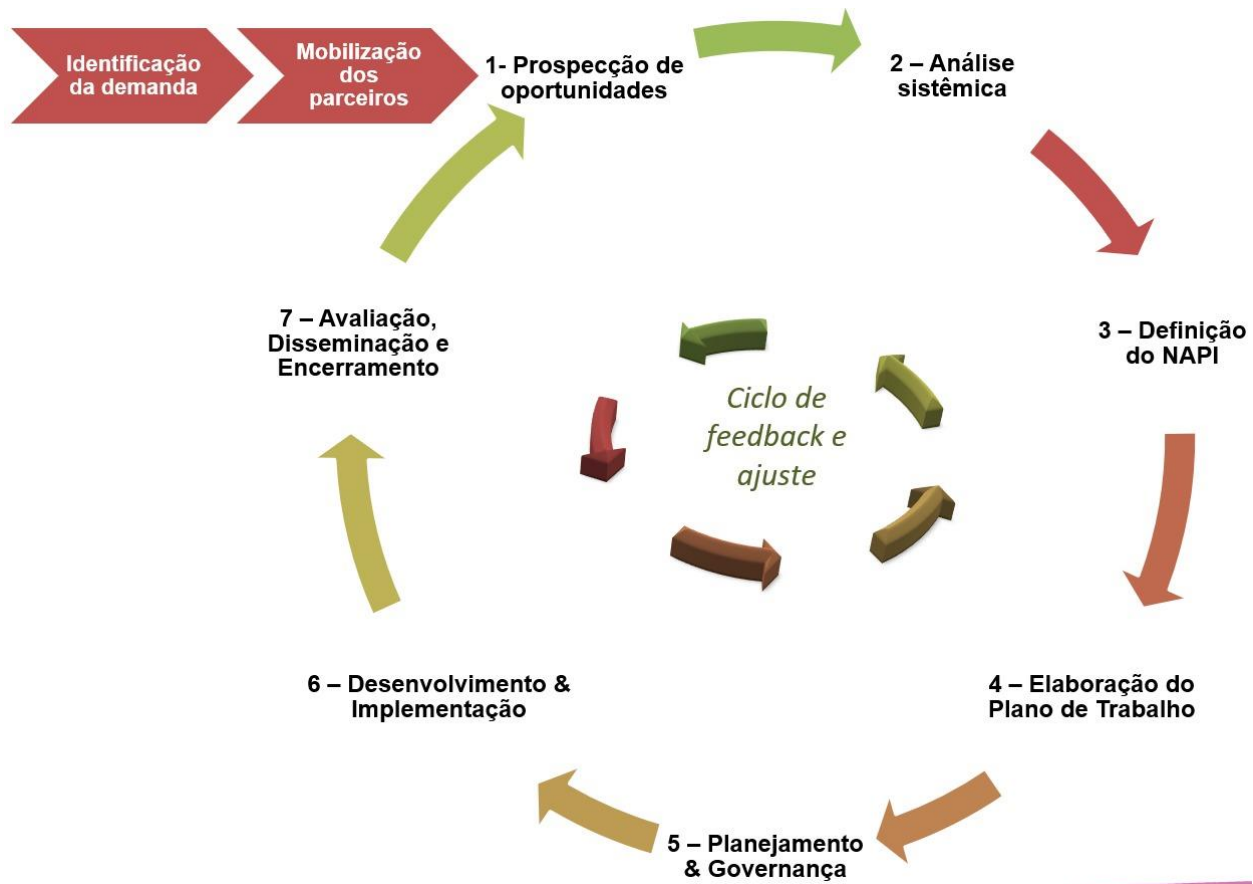 Identificação
da demanda
Mobilização
dos
parceiros
1- Prospecção de
oportunidades
2 – Análise
sistêmica
3 – Definição
do NAPI
4 – Elaboração do
Plano de Trabalho
5 – Planejamento
& Governança
6 – Desenvolvimento &
Implementação
7 – Avaliação,
Disseminação e
Encerramento
Ciclo de
feedback e
ajuste